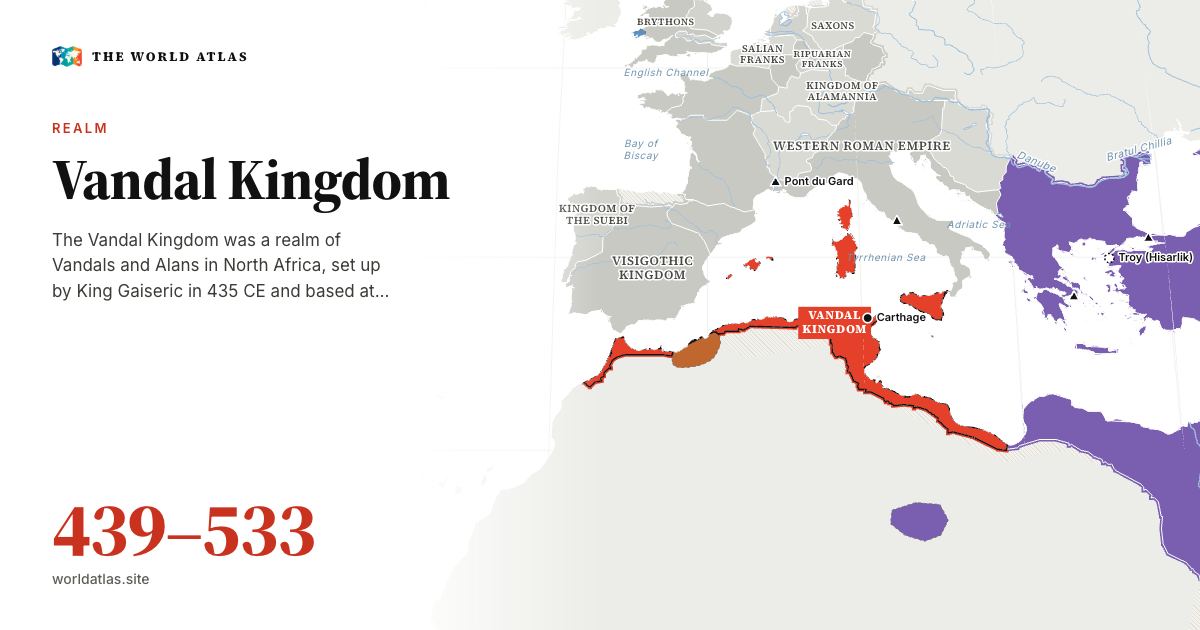 THE WORLD ATLAS
REALM
Vandal Kingdom
The Vandal Kingdom was a realm of
Vandals and Alans in North Africa, set up
by King Gaiseric in 435 CE and based at...
439–533
worldatlas.site
BRYTHONS
SAXONS
SALIAN
FRANKS
RIPUARIAN
FRANKS
English Channel
KINGDOM OF
ALAMANNIA
Bay of
Biscay
WESTERN ROMAN EMPIRE
Danube
Bratul Chillia
Pont du Gard
KINGDOM OF
THE SUEBI
Adriatic Sea
VISIGOTHIC
KINGDOM
Tyrrhenian Sea
Troy (Hisarlik)
VANDAL
KINGDOM
Carthage